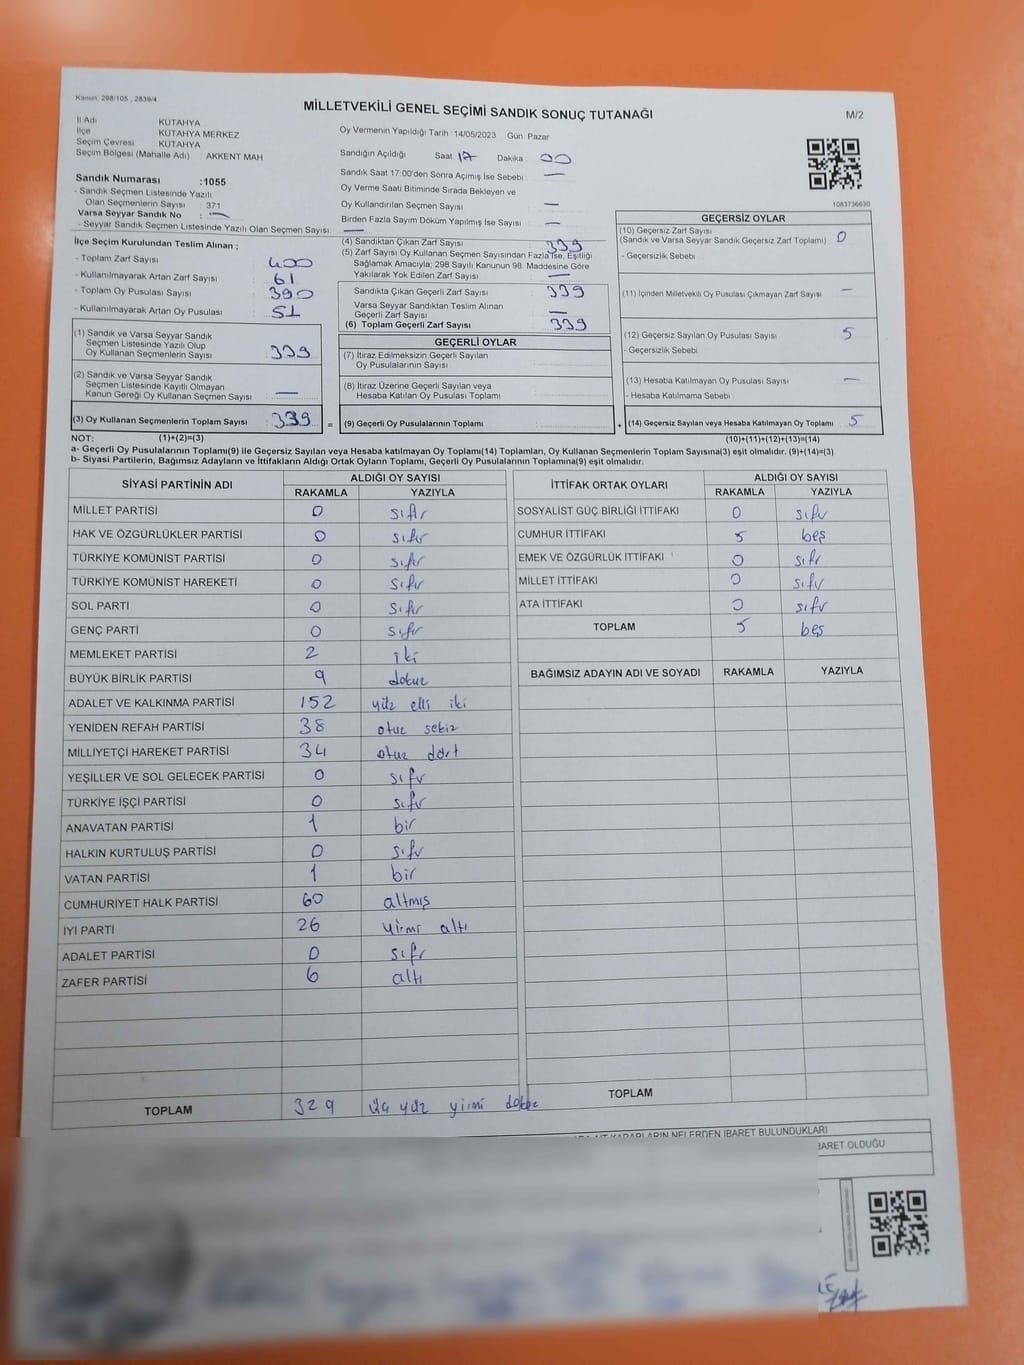 Kanun: 298/105 , 2839/4
MİLLETVEKİLİ GENEL SEÇİMİ SANDIK SONUÇ TUTANAĞI
M/2
İl Adı KÜTAHYA
İlçe KÜTAHYA MERKEZ
Seçim Çevresi KÜTAHYA
Seçim Bölgesi (Mahalle Adı) AKKENT MAH
Sandık Numarası :1055
- Sandık Seçmen Listesinde Yazılı
Olan Seçmenlerin Sayısı : 371
Varsa Seyyar Sandık No : —
- Seyyar Sandık Seçmen Listesinde Yazılı Olan Seçmen Sayısı: —
Oy Vermenin Yapıldığı Tarih :14/05/2023 Gün Pazar
Sandığın Açıldığı Saat 17 Dakika 00
Sandık Saat 17:00'den Sonra Açımış İse Sebebi : —
Oy Verme Saati Bitiminde Sırada Bekleyen ve
Oy Kullandırılan Seçmen Sayısı : —
Birden Fazla Sayım Döküm Yapılmış İse Sayısı : —
1083736630
İlçe Seçim Kurulundan Teslim Alınan ;
- Toplam Zarf Sayısı : 400
- Kullanılmayarak Artan Zarf Sayısı : 61
- Toplam Oy Pusulası Sayısı : 390
- Kullanılmayarak Artan Oy Pusulası : 51
(1) Sandık ve Varsa Seyyar Sandık
Seçmen Listesinde Yazılı Olup
Oy Kullanan Seçmenlerin Sayısı : 339
(2) Sandık ve Varsa Seyyar Sandık
Seçmen Listesinde Kayıtlı Olmayan
Kanun Gereği Oy Kullanan Seçmen Sayısı : —
(3) Oy Kullanan Seçmenlerin Toplam Sayısı : 339 =
(4) Sandıktan Çıkan Zarf Sayısı 339
(5) Zarf Sayısı Oy Kullanan Seçmen Sayısından Fazla İse, Eşitliği
Sağlamak Amacıyla; 298 Sayılı Kanunun 98. Maddesine Göre
Yakılarak Yok Edilen Zarf Sayısı : —
Sandıkta Çıkan Geçerli Zarf Sayısı : 339
Varsa Seyyar Sandıktan Teslim Alınan
Geçerli Zarf Sayısı : —
(6) Toplam Geçerli Zarf Sayısı : 339
GEÇERLİ OYLAR
(7) İtiraz Edilmeksizin Geçerli Sayılan
Oy Pusulalarının Sayısı :
(8) İtiraz Üzerine Geçerli Sayılan veya
Hesaba Katılan Oy Pusulası Toplamı :
(9) Geçerli Oy Pusulalarının Toplamı : +
GEÇERSİZ OYLAR
(10) Geçersiz Zarf Sayısı
(Sandık ve Varsa Seyyar Sandık Geçersiz Zarf Toplamı) : 0
- Geçersizlik Sebebi :
(11) İçinden Milletvekili Oy Pusulası Çıkmayan Zarf Sayısı : —
(12) Geçersiz Sayılan Oy Pusulası Sayısı : 5
- Geçersizlik Sebebi :
(13) Hesaba Katılmayan Oy Pusulası Sayısı : —
- Hesaba Katılmama Sebebi :
(14) Geçersiz Sayılan veya Hesaba Katılmayan Oy Toplamı : 5
NOT: (1)+(2)=(3) (10)+(11)+(12)+(13)=(14)
a- Geçerli Oy Pusulalarının Toplamı(9) ile Geçersiz Sayılan veya Hesaba katılmayan Oy Toplamı(14) Toplamları, Oy Kullanan Seçmenlerin Toplam Sayısına(3) eşit olmalıdır. (9)+(14)=(3)
b- Siyasi Partilerin, Bağımsız Adayların ve İttifakların Aldığı Ortak Oyların Toplamı, Geçerli Oy Pusulalarının Toplamına(9) eşit olmalıdır.
SİYASİ PARTİNİN ADI ALDIĞI OY SAYISI
RAKAMLA YAZIYLA
MİLLET PARTİSİ 0 sıfır
HAK VE ÖZGÜRLÜKLER PARTİSİ 0 sıfır
TÜRKİYE KOMÜNİST PARTİSİ 0 sıfır
TÜRKİYE KOMÜNİST HAREKETİ 0 sıfır
SOL PARTİ 0 sıfır
GENÇ PARTİ 0 sıfır
MEMLEKET PARTİSİ 2 iki
BÜYÜK BİRLİK PARTİSİ 9 dokuz
ADALET VE KALKINMA PARTİSİ 152 yüz elli iki
YENİDEN REFAH PARTİSİ 38 otuz sekiz
MİLLİYETÇİ HAREKET PARTİSİ 34 otuz dört
YEŞİLLER VE SOL GELECEK PARTİSİ 0 sıfır
TÜRKİYE İŞÇİ PARTİSİ 0 sıfır
ANAVATAN PARTİSİ 1 bir
HALKIN KURTULUŞ PARTİSİ 0 sıfır
VATAN PARTİSİ 1 bir
CUMHURİYET HALK PARTİSİ 60 altmış
İYİ PARTİ 26 yirmi altı
ADALET PARTİSİ 0 sıfır
ZAFER PARTİSİ 6 altı
TOPLAM 329 üç yüz yirmi dokuz
İTTİFAK ORTAK OYLARI ALDIĞI OY SAYISI
RAKAMLA YAZIYLA
SOSYALİST GÜÇ BİRLİĞİ İTTİFAKI 0 sıfır
CUMHUR İTTİFAKI 5 beş
EMEK VE ÖZGÜRLÜK İTTİFAKI 0 sıfır
MİLLET İTTİFAKI 0 sıfır
ATA İTTİFAKI 0 sıfır
TOPLAM 5 beş
BAĞIMSIZ ADAYIN ADI VE SOYADI RAKAMLA YAZIYLA
TOPLAM
KARARLARIN NELERDEN İBARET BULUNDUKLARI
İBARET OLDUĞU